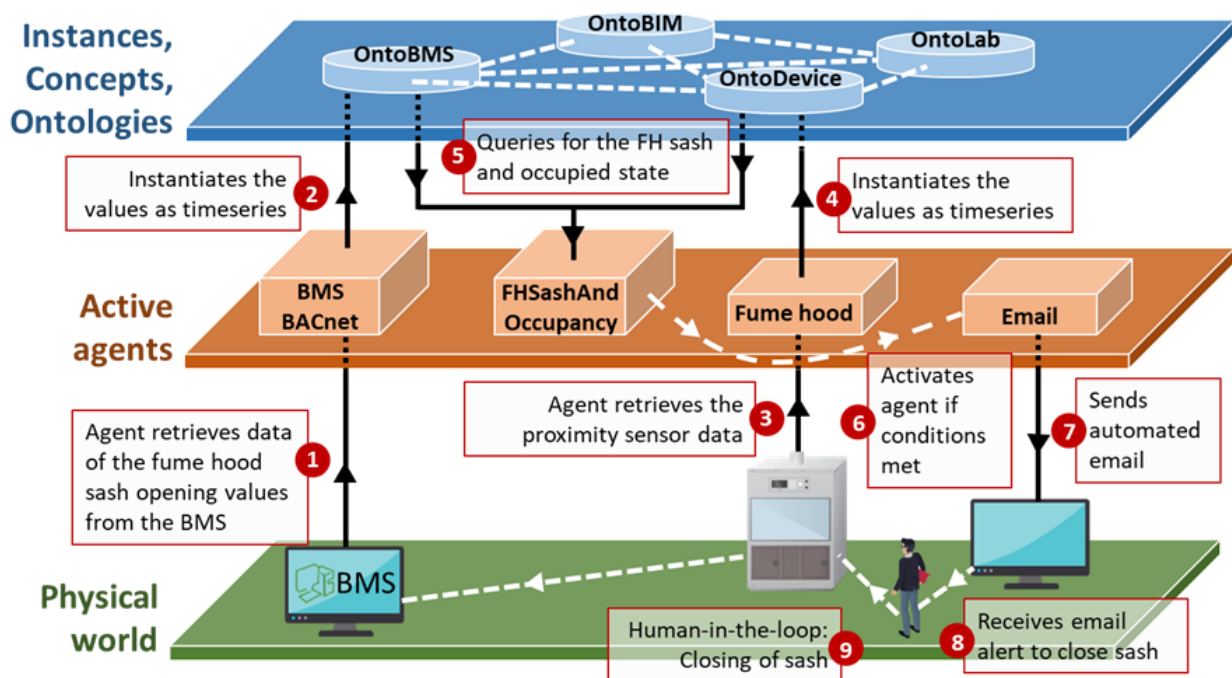 Instances,
Concepts,
Ontologies
OntoBIM
OntoBMS
OntoLab
OntoDevice
5
Queries for the FH sash
and occupied state
Instantiates the
values as timeseries
2
4
Instantiates the
values as timeseries
Active
agents
BMS
BACnet
FHSashAnd
Occupancy
Fume hood
Email
Agent retrieves data
of the fume hood
sash opening values
from the BMS
1
Agent retrieves the
proximity sensor data
3
6
Activates
agent if
conditions
met
7
Sends
automated
email
Physical
world
BMS
Human-in-the-loop:
Closing of sash
9
8
Receives email
alert to close sash